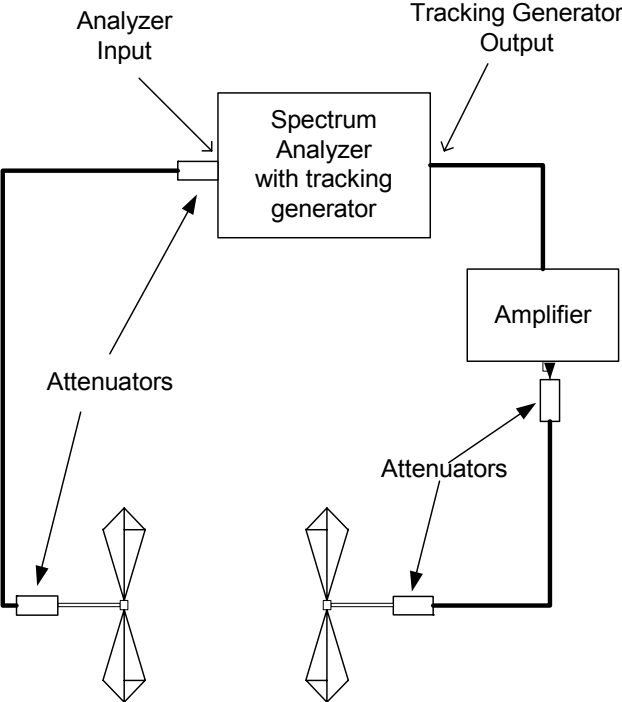 Analyzer
Input
Tracking Generator
Output
Spectrum
Analyzer
with tracking
generator
Amplifier
Attenuators
Attenuators